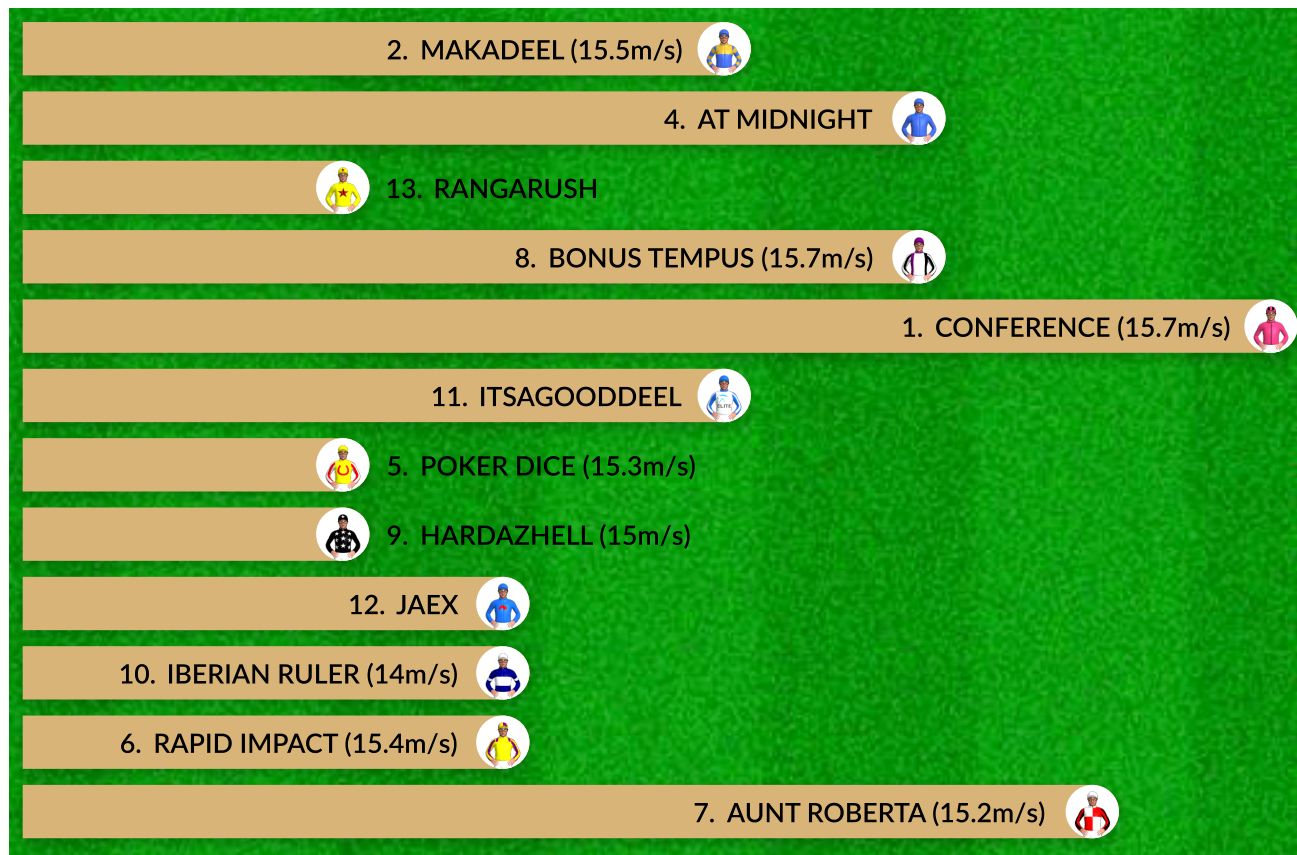 2. MAKADEEL (15.5m/s)
4. AT MIDNIGHT
13. RANGARUSH
8. BONUS TEMPUS (15.7m/s)
1. CONFERENCE (15.7m/s)
11. ITSAGOODDEEL
5. POKER DICE (15.3m/s)
9. HARDAZHELL (15m/s)
12. JAEX
10. IBERIAN RULER (14m/s)
6. RAPID IMPACT (15.4m/s)
7. AUNT ROBERTA (15.2m/s)